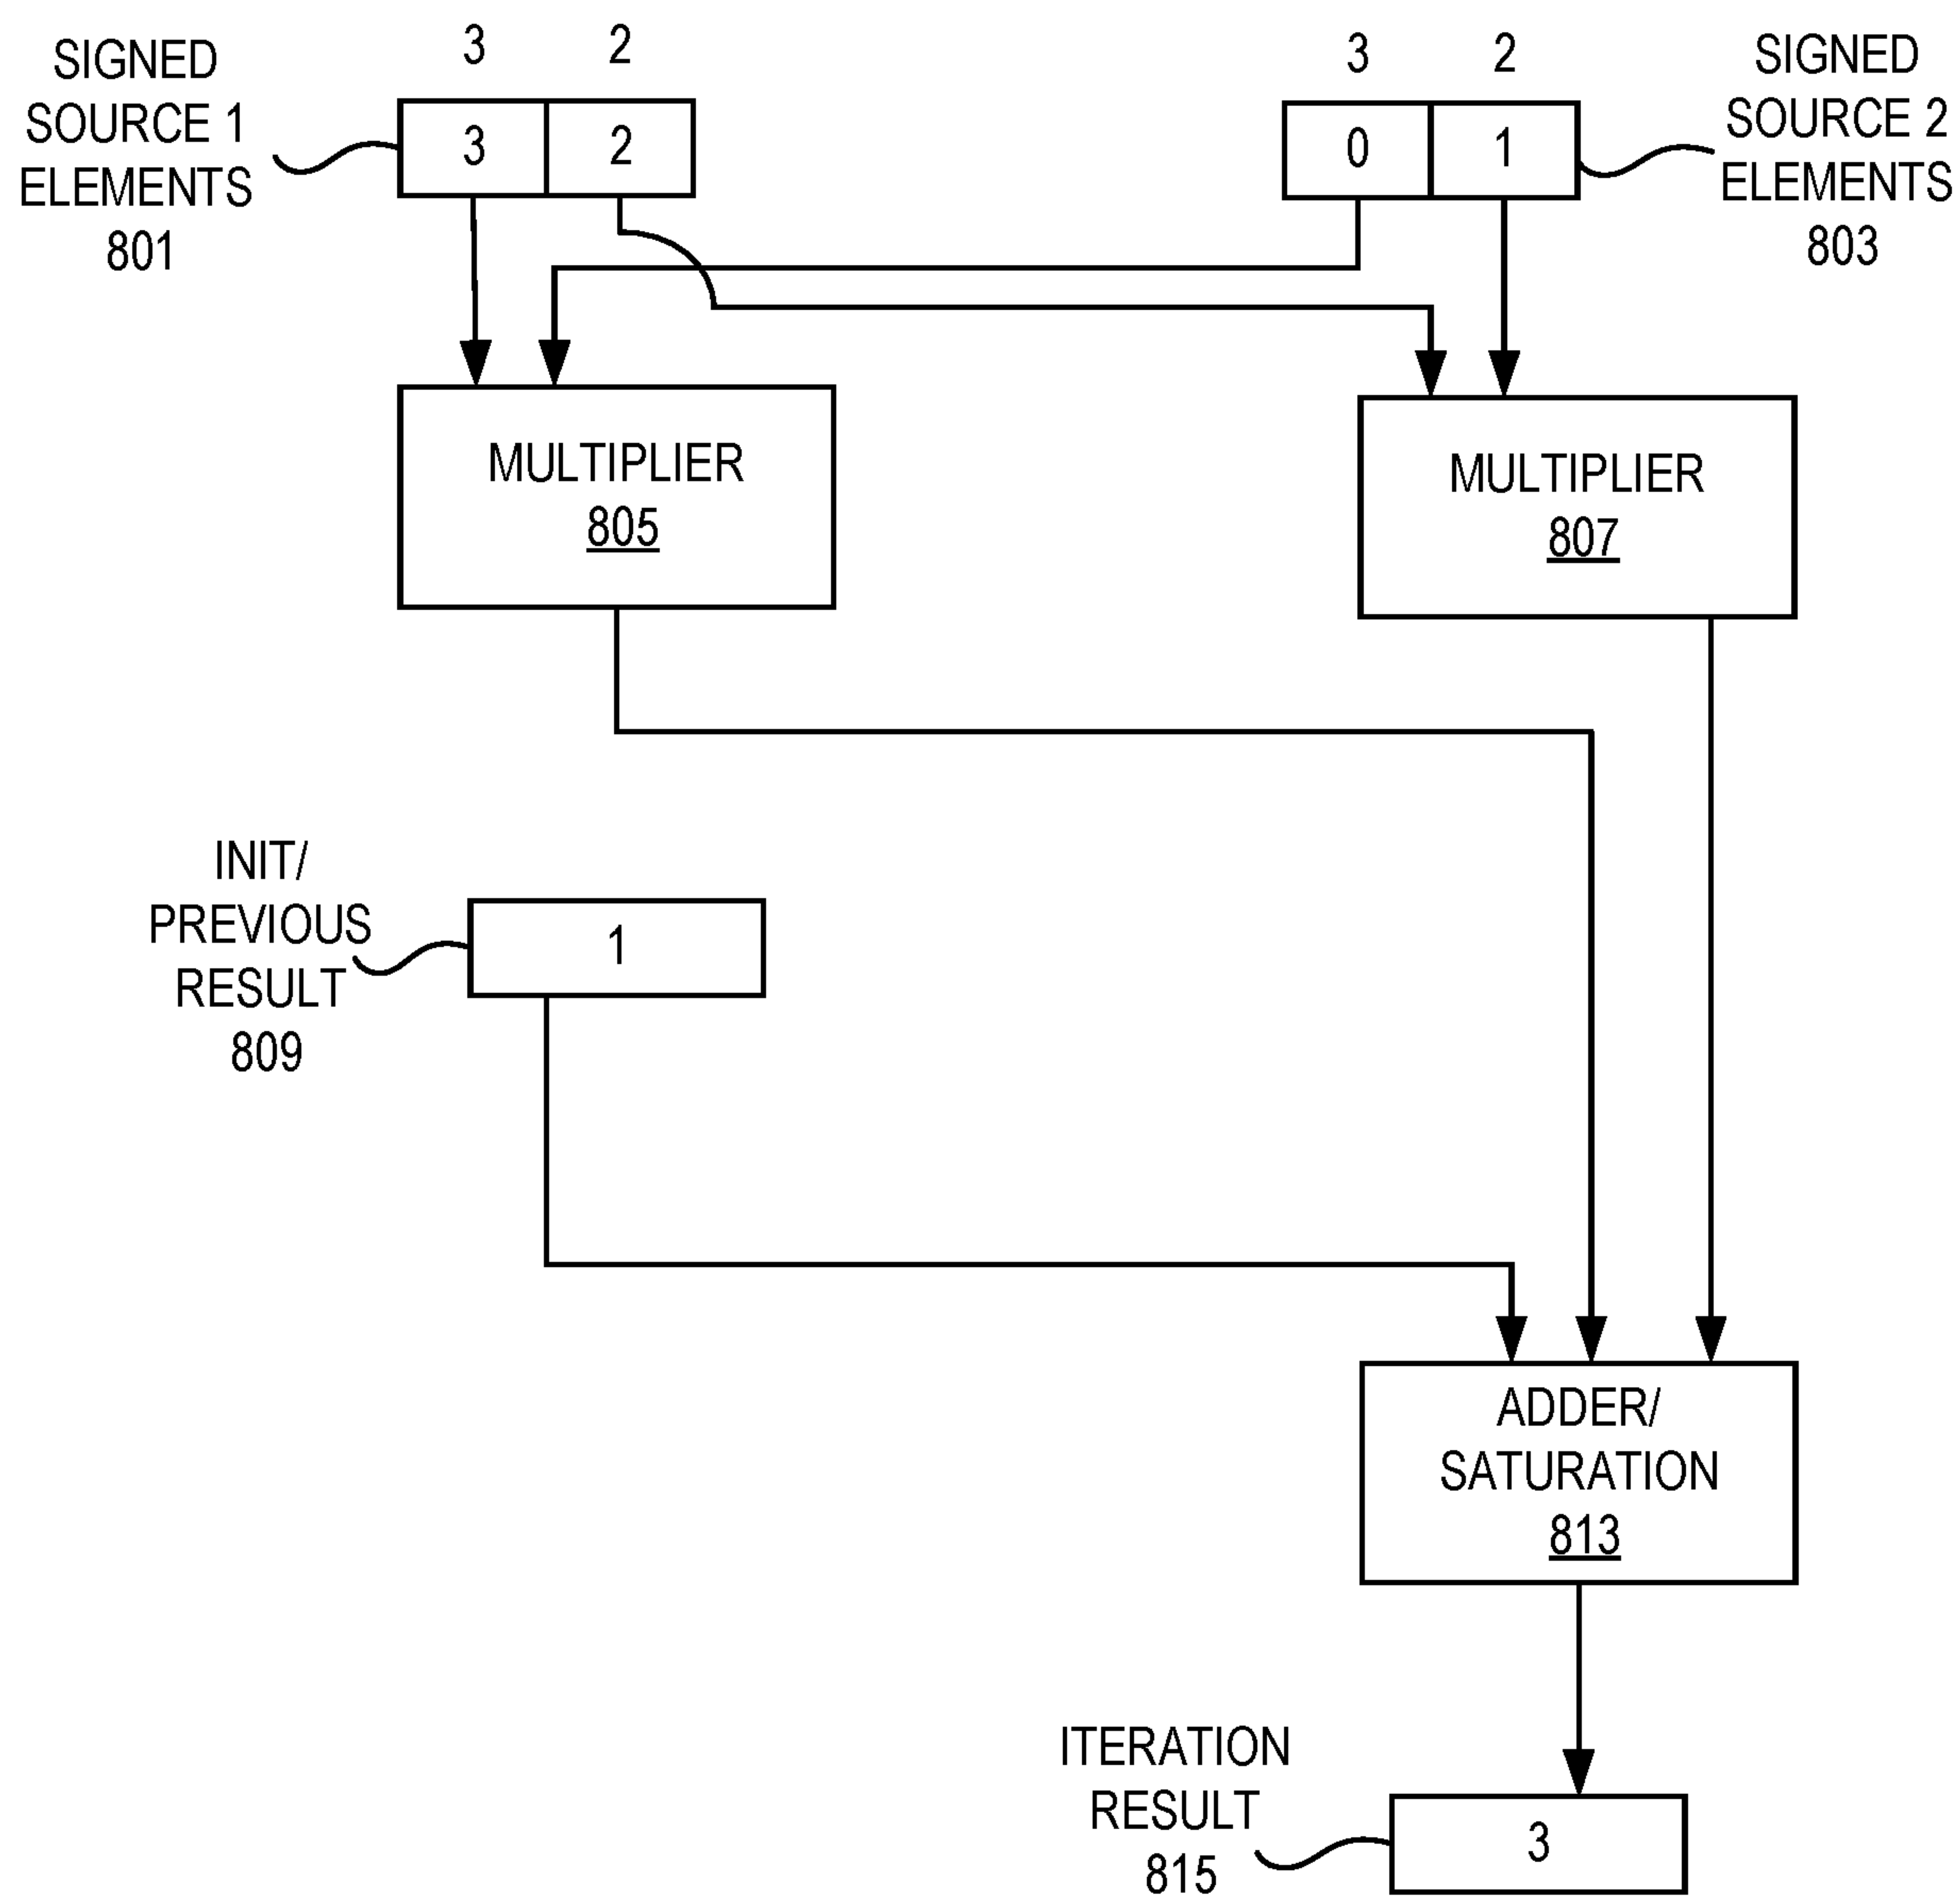 SIGNED
SOURCE 1
ELEMENTS
801
3 2
3 2
3 2
0 1
SIGNED
SOURCE 2
ELEMENTS
803
MULTIPLIER
805
MULTIPLIER
807
INIT/
PREVIOUS
RESULT
809
1
ADDER/
SATURATION
813
ITERATION
RESULT
815
3